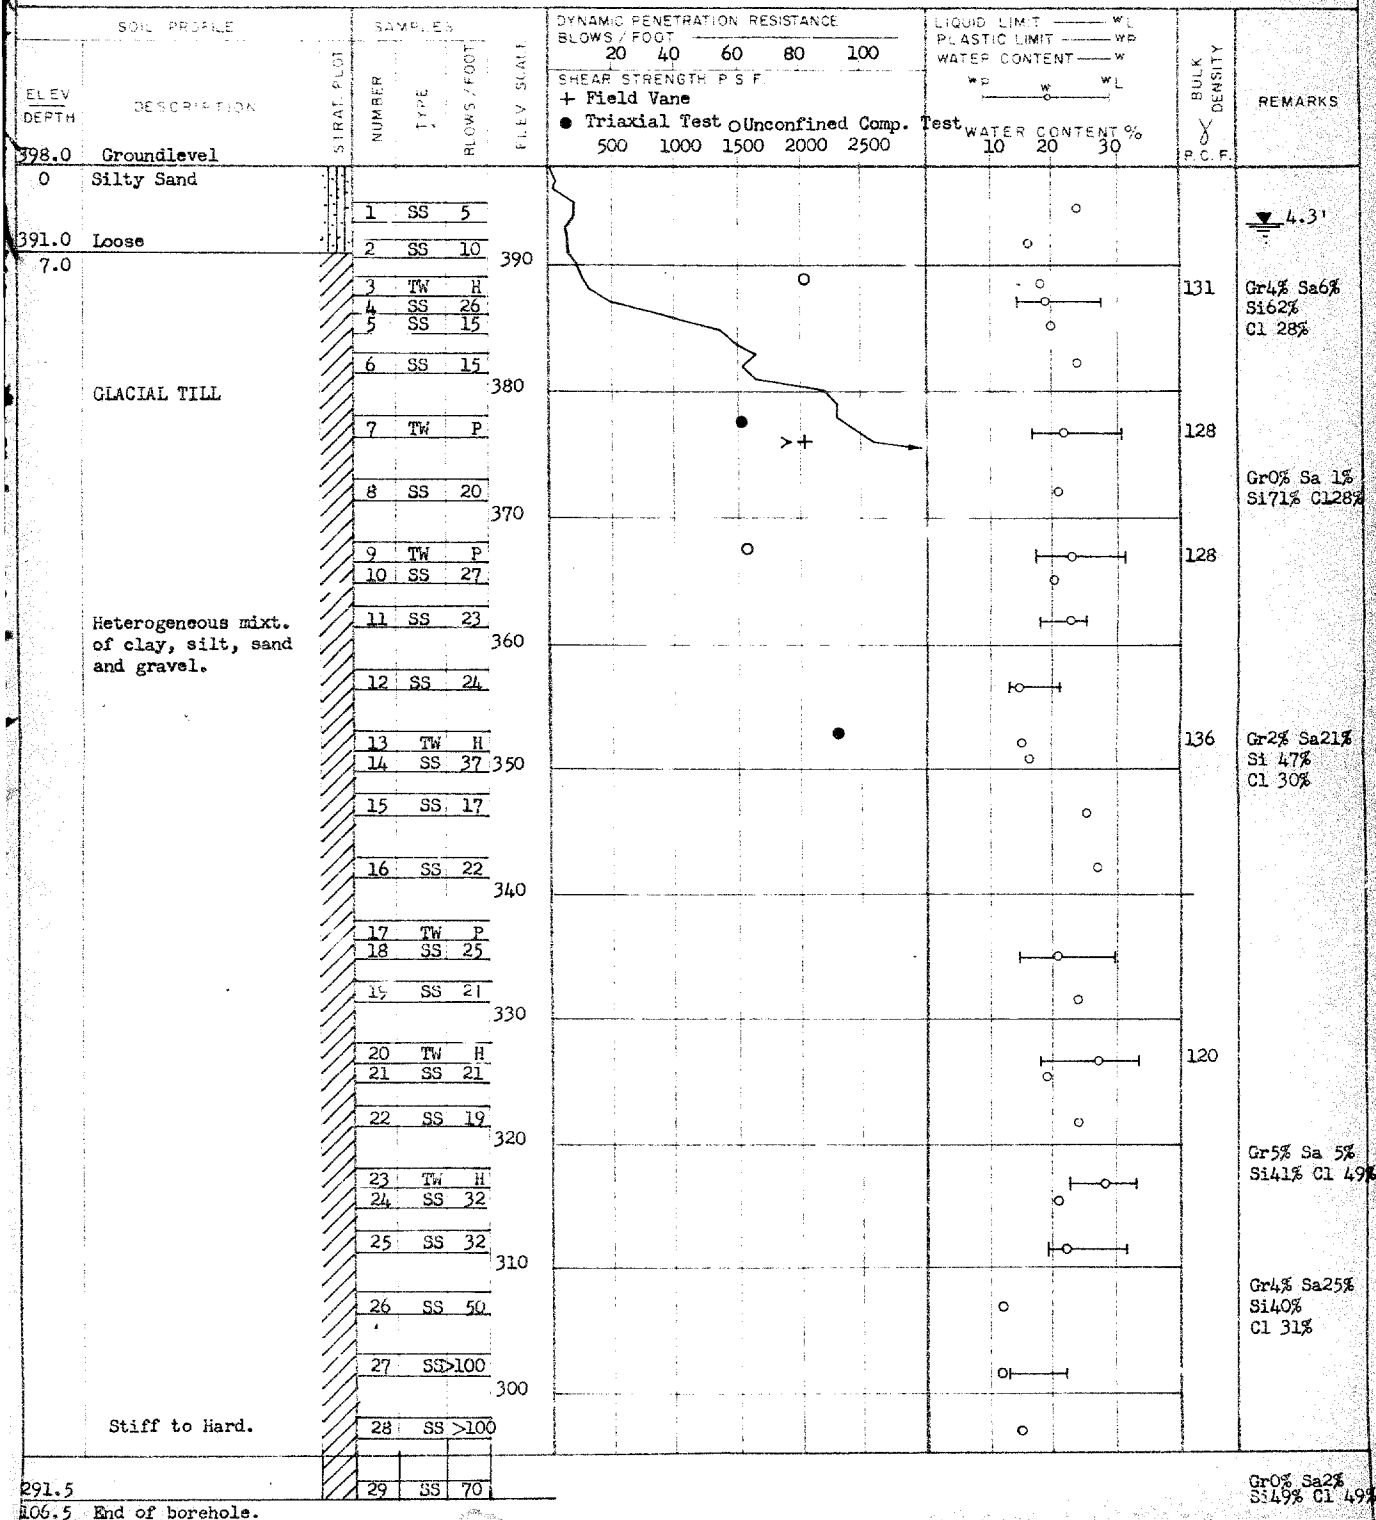 SOIL PROFILE
SAMPLES
DYNAMIC PENETRATION RESISTANCE
BLOWS / FOOT
20 40 60 80 100
SHEAR STRENGTH P S F
+ Field Vane
● Triaxial Test ○ Unconfined Comp. Test
500 1000 1500 2000 2500
LIQUID LIMIT WL
PLASTIC LIMIT WP
WATER CONTENT W
WP W WL
WATER CONTENT %
10 20 30
BULK DENSITY
γ
P.C.F.
REMARKS
ELEV
DEPTH
DESCRIPTION
STRAT. PLOT
NUMBER
TYPE
BLOWS / FOOT
ELEV SCALE
398.0 Groundlevel
0 Silty Sand
1 SS 5
4.3'
391.0 Loose
2 SS 10
7.0
390
3 TW H
131 Gr4% Sa6%
4 SS 26
Si62%
5 SS 15
Cl 28%
6 SS 15
380
GLACIAL TILL
7 TW P
128
Gr0% Sa 1%
8 SS 20
Si71% Cl28%
370
9 TW P
128
10 SS 27
11 SS 23
Heterogeneous mixt.
360
of clay, silt, sand
and gravel.
12 SS 24
13 TW H
136 Gr2% Sa21%
14 SS 37 350
Si 47%
Cl 30%
15 SS 17
16 SS 22
340
17 TW P
18 SS 25
19 SS 21
330
20 TW H
120
21 SS 21
22 SS 19
320
Gr5% Sa 5%
23 TW H
Si41% Cl 49%
24 SS 32
25 SS 32
310
Gr4% Sa25%
26 SS 50
Si40%
Cl 31%
27 SS >100
300
Stiff to Hard.
28 SS >100
Gr0% Sa2%
291.5
29 SS 70
Si49% Cl 49%
106.5 End of borehole.